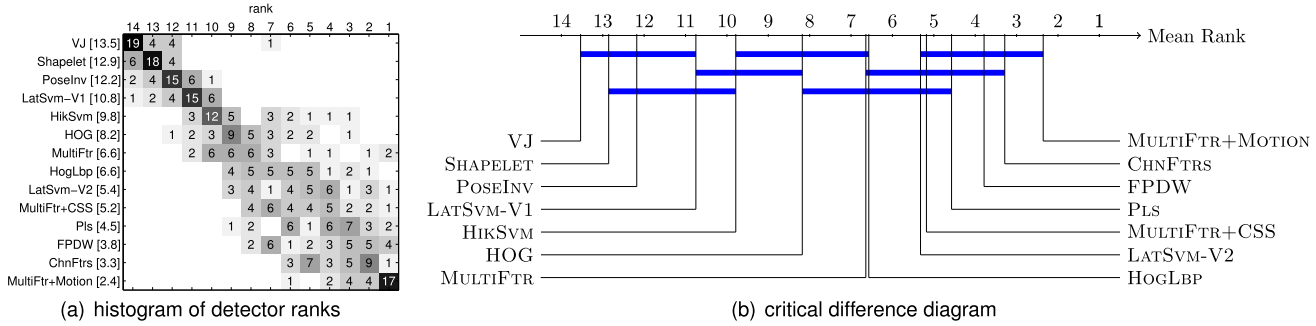 rank
14 13 12 11 10 9 8 7 6 5 4 3 2 1
VJ [13.5] 19 4 4 1
Shapelet [12.9] 6 18 4
PoseInv [12.2] 2 4 15 6 1
LatSvm−V1 [10.8] 1 2 4 15 6
HikSvm [9.8] 3 12 5 3 2 1 1 1
HOG [8.2] 1 2 3 9 5 3 2 2 1
MultiFtr [6.6] 2 6 6 6 3 1 1 1 2
HogLbp [6.6] 4 5 5 5 5 1 2 1
LatSvm−V2 [5.4] 3 4 1 4 5 6 1 3 1
MultiFtr+CSS [5.2] 4 6 4 4 5 2 2 1
Pls [4.5] 1 2 6 1 6 7 3 2
FPDW [3.8] 2 6 1 2 3 5 5 4
ChnFtrs [3.3] 3 7 3 5 9 1
MultiFtr+Motion [2.4] 1 2 4 4 17
(a) histogram of detector ranks
14 13 12 11 10 9 8 7 6 5 4 3 2 1
Mean Rank
VJ
SHAPELET
POSEINV
LATSVM-V1
HIKSVM
HOG
MULTIFTR
MULTIFTR+MOTION
CHNFTRS
FPDW
PLS
MULTIFTR+CSS
LATSVM-V2
HOGLBP
(b) critical difference diagram